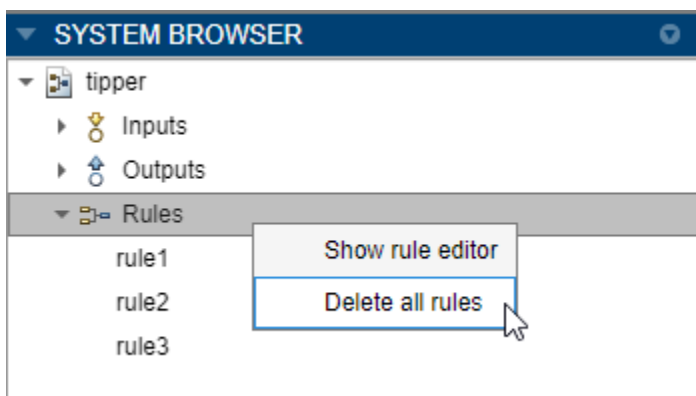 SYSTEM BROWSER
tipper
Inputs
Outputs
Rules
rule1
Show rule editor
rule2
Delete all rules
rule3